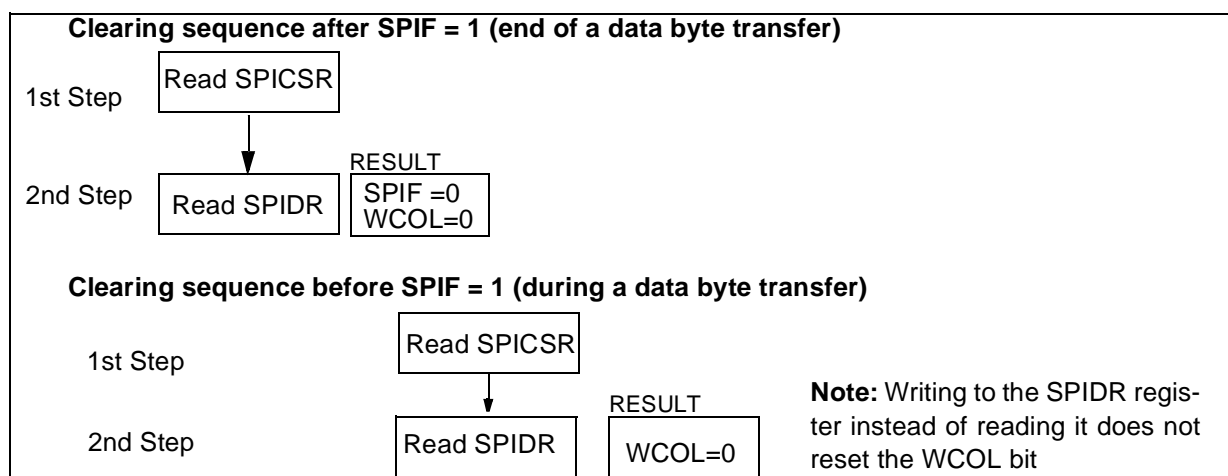 Clearing sequence after SPIF = 1 (end of a data byte transfer)
1st Step
Read SPICSR
RESULT
2nd Step
Read SPIDR
SPIF =0
WCOL=0
Clearing sequence before SPIF = 1 (during a data byte transfer)
1st Step
Read SPICSR
2nd Step
Read SPIDR
RESULT
WCOL=0
Note: Writing to the SPIDR regis-
ter instead of reading it does not
reset the WCOL bit